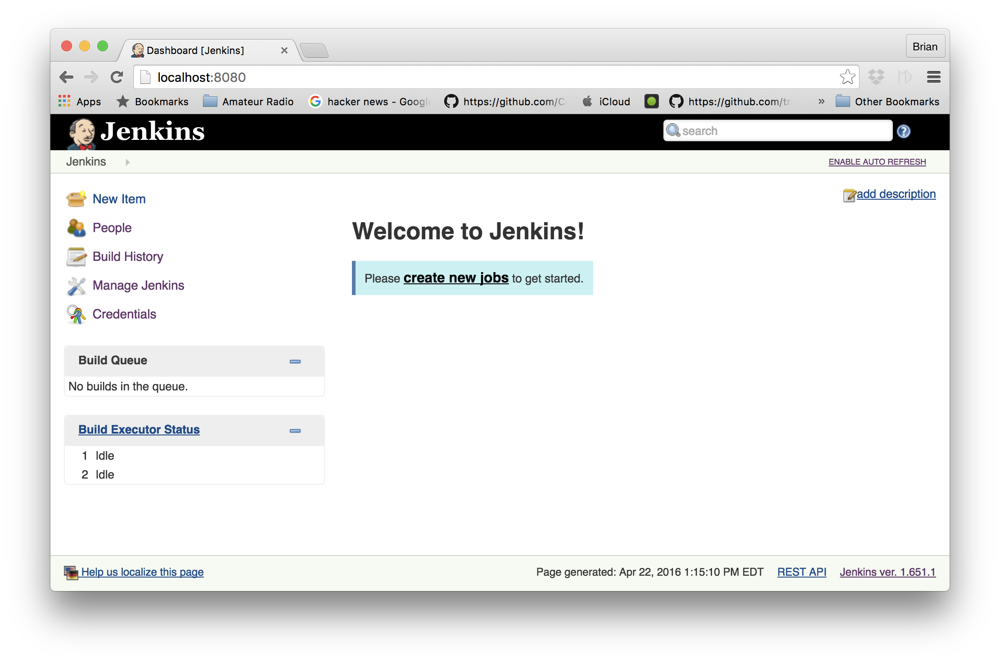 Dashboard [Jenkins]
Brian
localhost:8080
Apps Bookmarks Amateur Radio hacker news - Google https://github.com/C iCloud https://github.com/tr » Other Bookmarks
Jenkins
search
Jenkins
ENABLE AUTO REFRESH
New Item
add description
People
Build History
Manage Jenkins
Credentials
Welcome to Jenkins!
Please create new jobs to get started.
Build Queue
No builds in the queue.
Build Executor Status
1 Idle
2 Idle
Help us localize this page
Page generated: Apr 22, 2016 1:15:10 PM EDT REST API Jenkins ver. 1.651.1